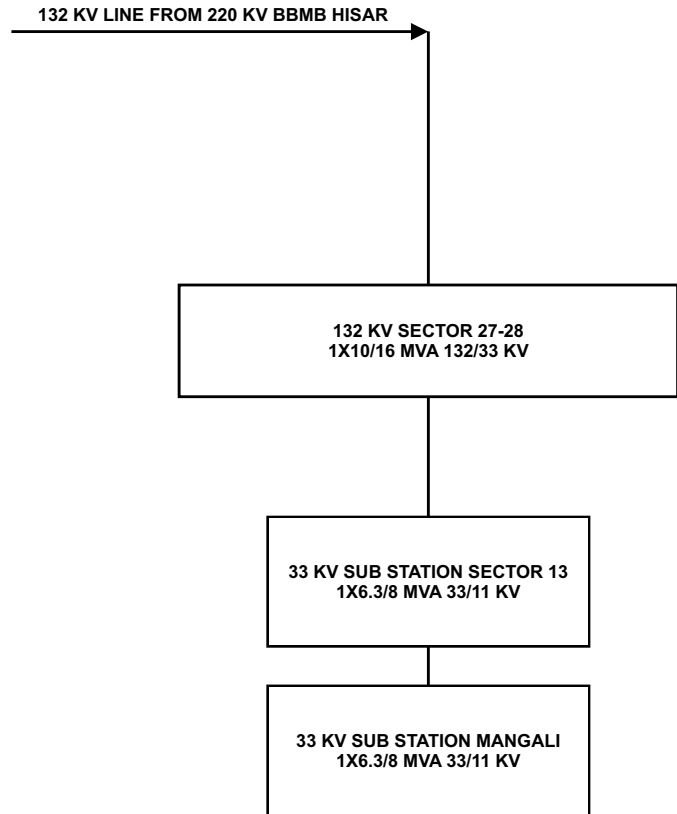 132 KV LINE FROM 220 KV BBMB HISAR
132 KV SECTOR 27-28
1X10/16 MVA 132/33 KV
33 KV SUB STATION SECTOR 13
1X6.3/8 MVA 33/11 KV
33 KV SUB STATION MANGALI
1X6.3/8 MVA 33/11 KV